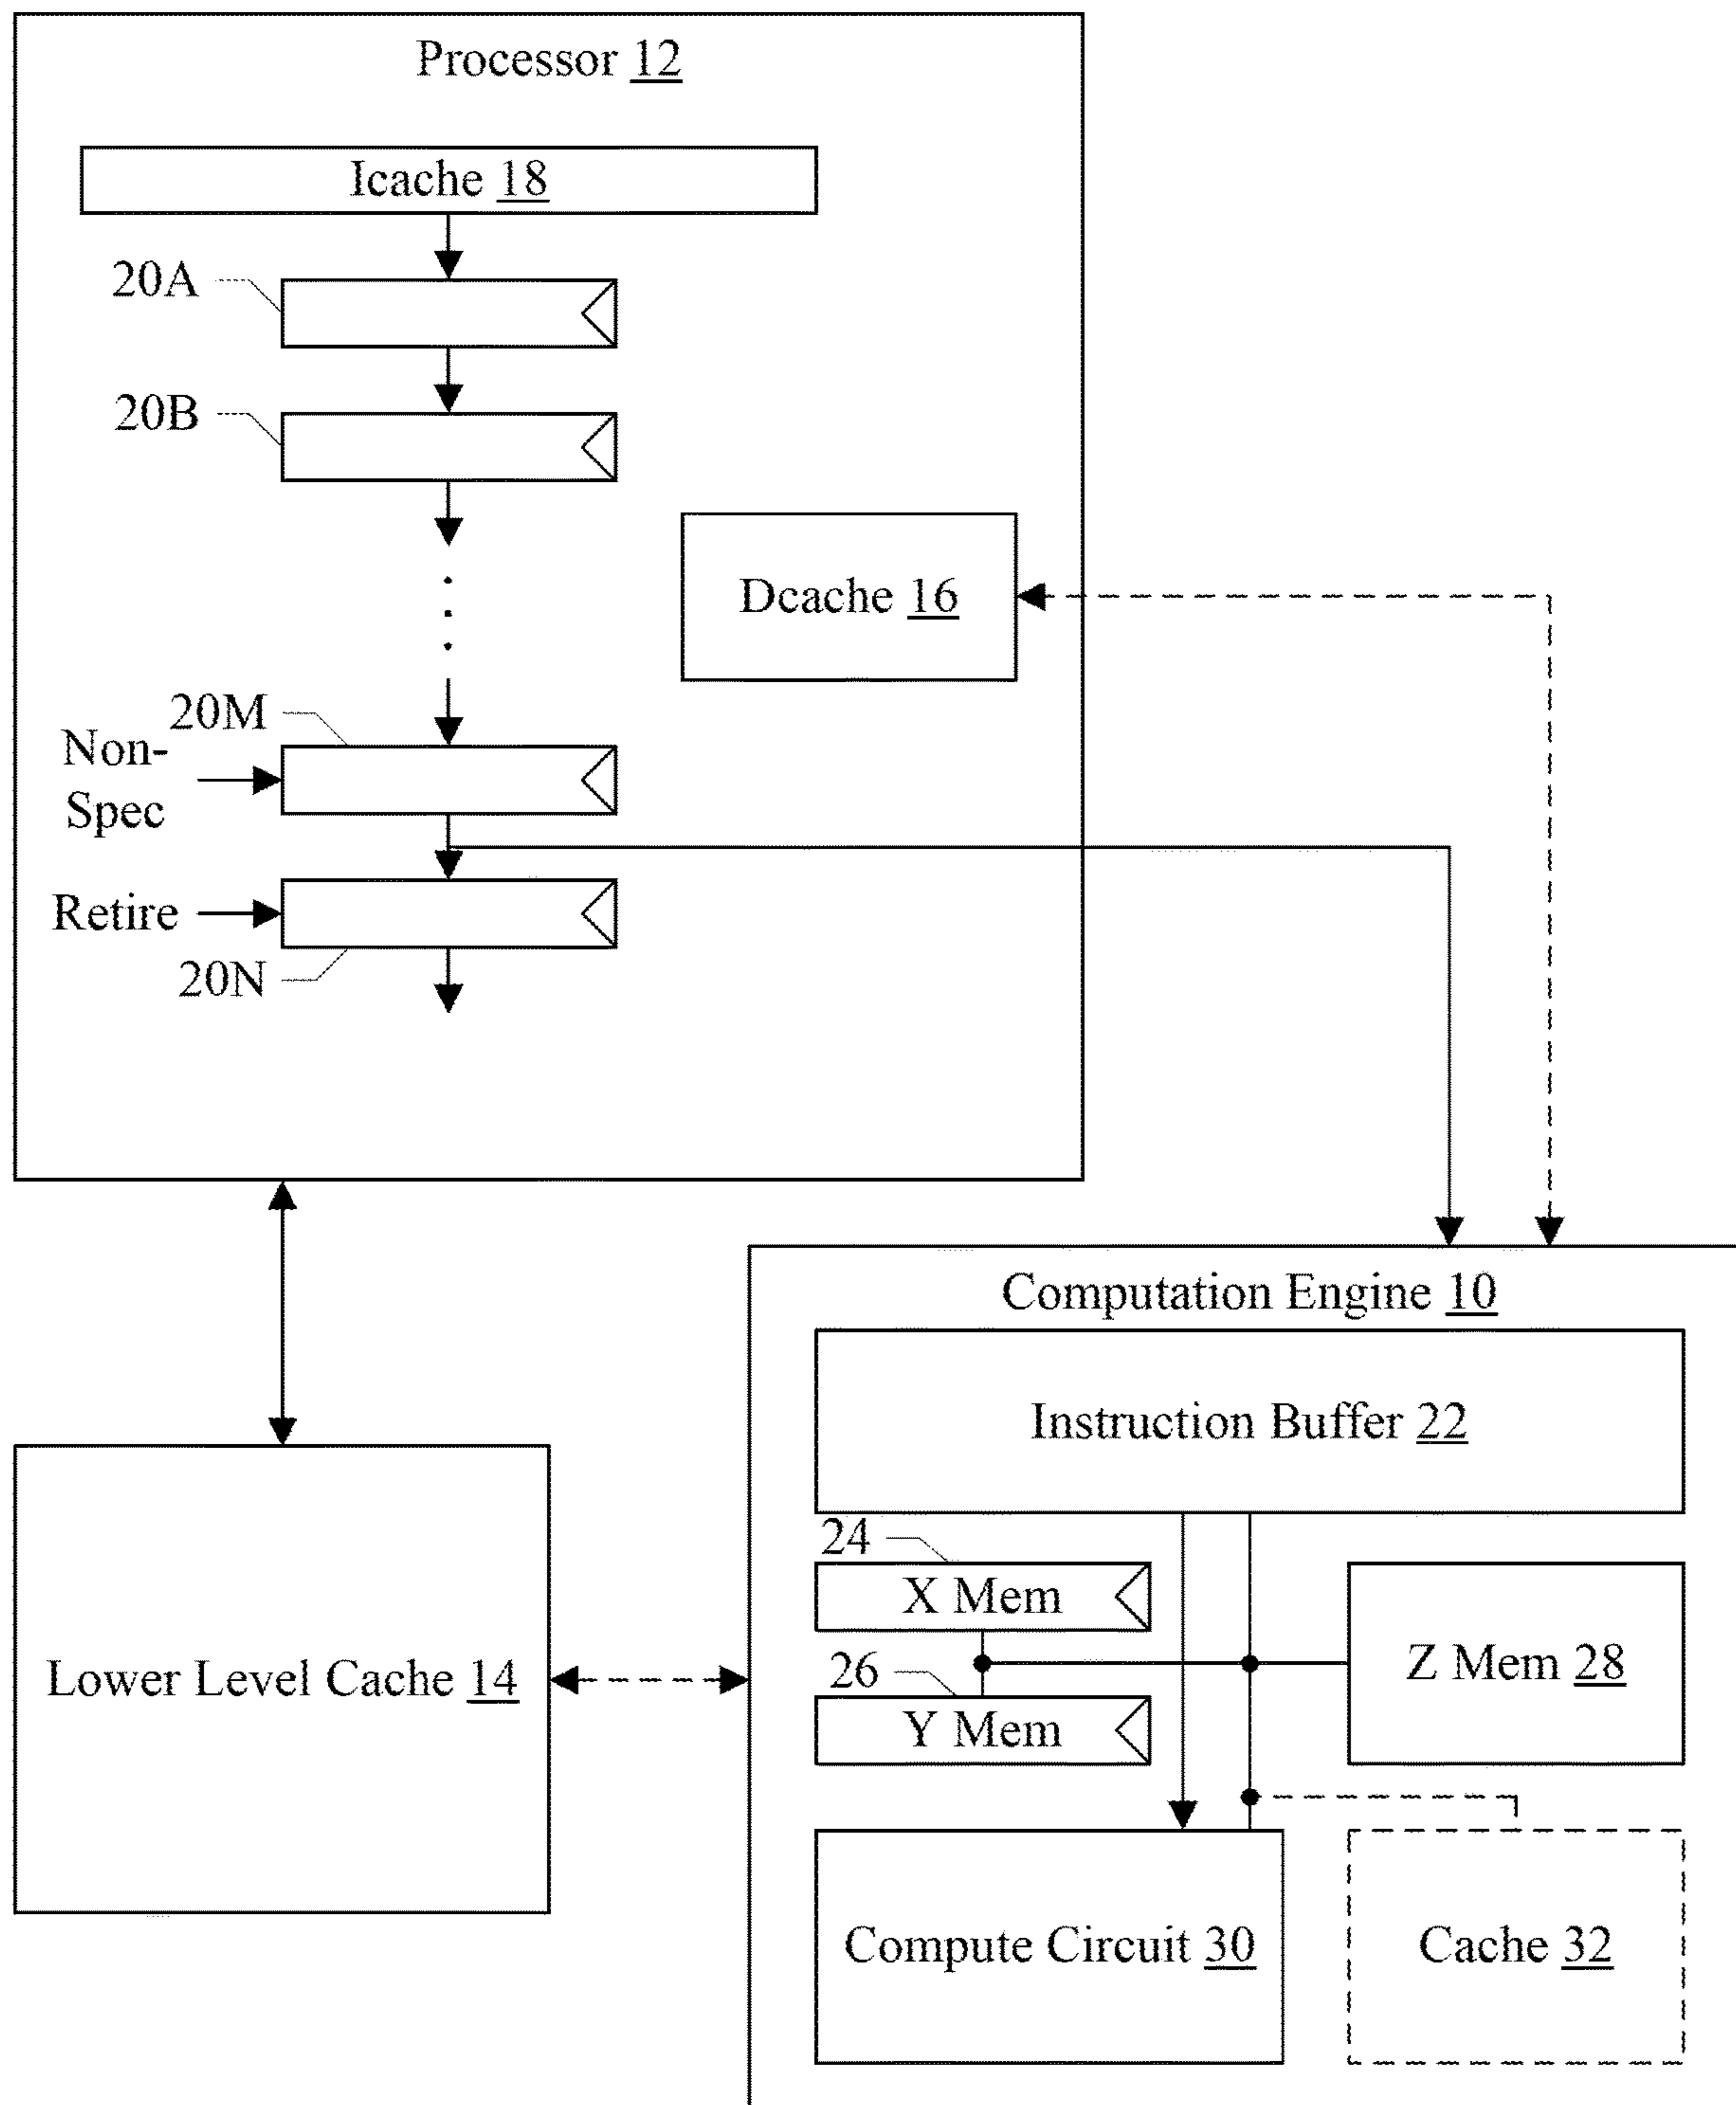 Processor 12
Icache 18
20A
20B
Dcache 16
20M
Non-
Spec
Retire
20N
Computation Engine 10
Instruction Buffer 22
24
X Mem
26
Y Mem
Z Mem 28
Lower Level Cache 14
Compute Circuit 30
Cache 32